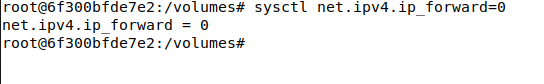 root@6f300bfde7e2:/volumes# sysctl net.ipv4.ip_forward=0
net.ipv4.ip_forward = 0
root@6f300bfde7e2:/volumes#